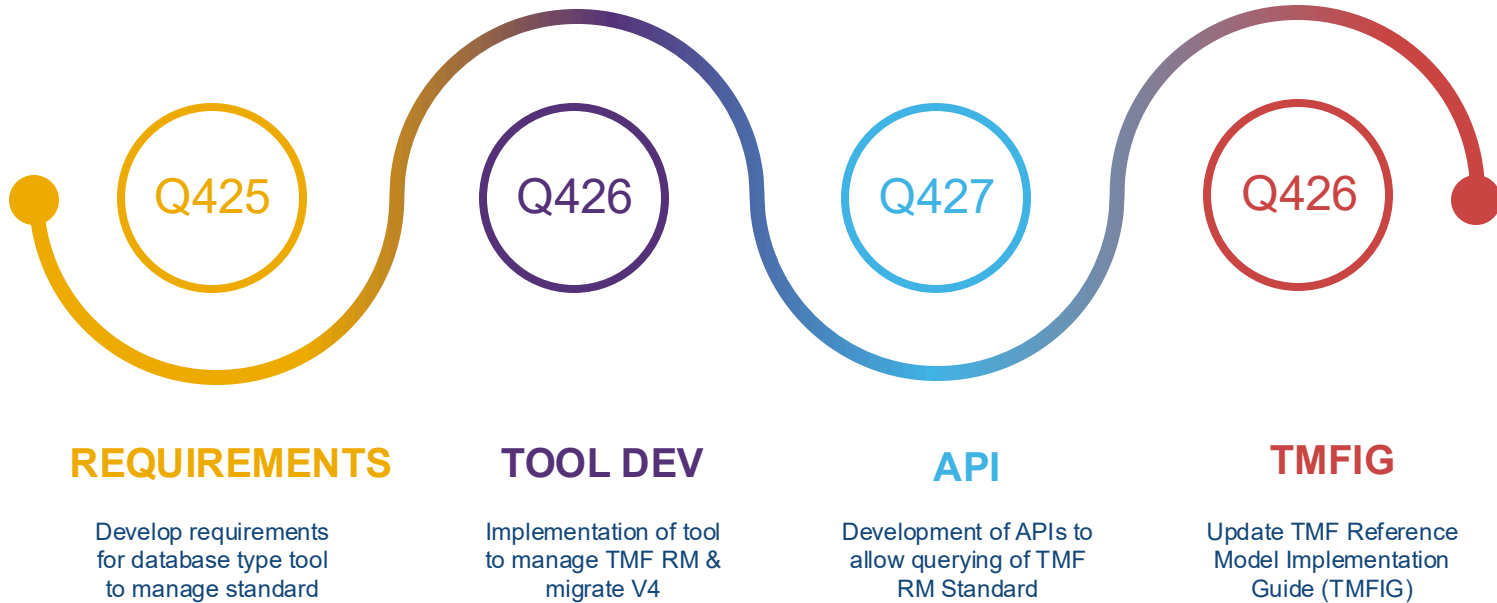 Q425
Q426
Q427
Q426
REQUIREMENTS
Develop requirements
for database type tool
to manage standard
TOOL DEV
Implementation of tool
to manage TMF RM &
migrate V4
API
Development of APIs to
allow querying of TMF
RM Standard
TMFIG
Update TMF Reference
Model Implementation
Guide (TMFIG)